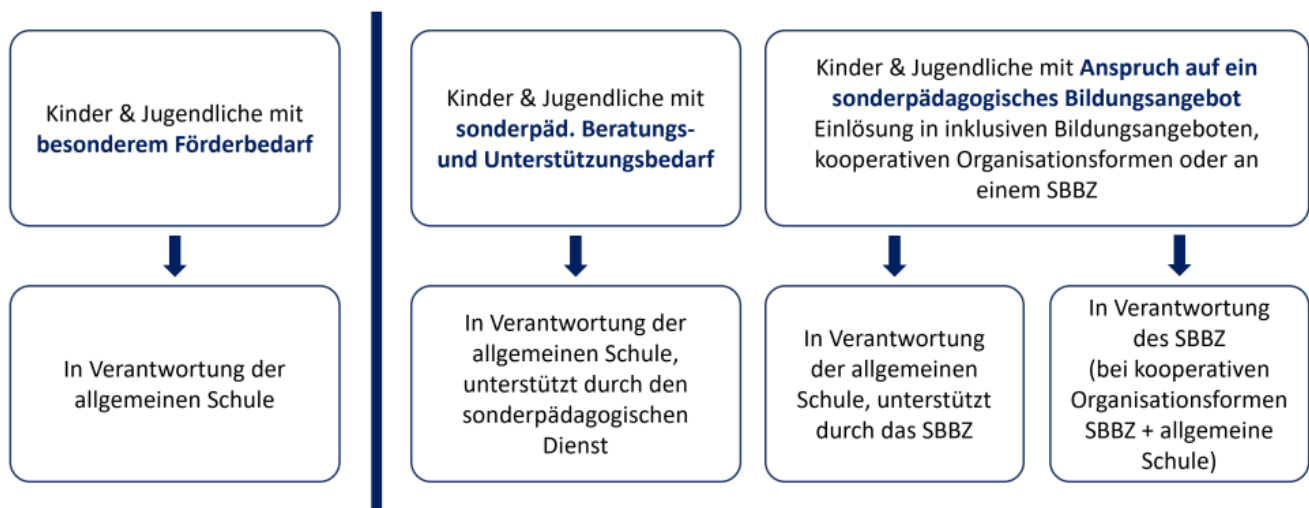 Kinder & Jugendliche mit
besonderem Förderbedarf
In Verantwortung der
allgemeinen Schule
Kinder & Jugendliche mit
sonderpäd. Beratungs-
und Unterstützungsbedarf
In Verantwortung der
allgemeinen Schule,
unterstützt durch den
sonderpädagogischen
Dienst
Kinder & Jugendliche mit Anspruch auf ein
sonderpädagogisches Bildungsangebot
Einlösung in inklusiven Bildungsangeboten,
kooperativen Organisationsformen oder an
einem SBBZ
In Verantwortung
der allgemeinen
Schule, unterstützt
durch das SBBZ
In Verantwortung
des SBBZ
(bei kooperativen
Organisationsformen
SBBZ + allgemeine
Schule)